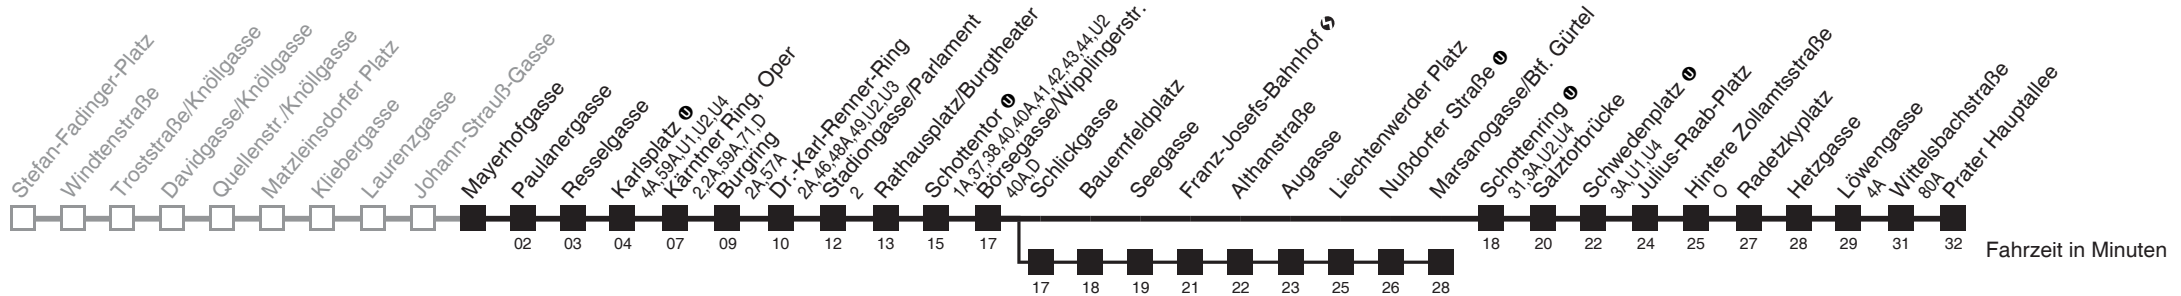 Stefan-Fadinger-Platz
Windtenstraße
Troststraße/Knöllgasse
Davidgasse/Knöllgasse
Quellenstr./Knöllgasse
Matzleinsdorfer Platz
Kliebergasse
Laurenzgasse
Johann-Strauß-Gasse
Mayerhofgasse
Paulanergasse
Resselgasse
Karlsplatz U
4A,59A,U1,U2,U4
Kärntner Ring, Oper
2,2A,59A,71,D
Burgring
2A,57A
Dr.-Karl-Renner-Ring
2A,46,48A,49,U2,U3
Stadiongasse/Parlament
2
Rathausplatz/Burgtheater
Schottentor U
1A,37,38,40,40A,41,42,43,44,U2
Börsegasse/Wipplingerstr.
40A,D
Schlickgasse
Bauernfeldplatz
Seegasse
Franz-Josefs-Bahnhof
Althanstraße
Augasse
Liechtenwerder Platz
Nußdorfer Straße U
Marsanogasse/Btf. Gürtel
Schottenring U
31,3A,U2,U4
Salztorbrücke
Schwedenplatz U
3A,U1,U4
Julius-Raab-Platz
Hintere Zollamtsstraße
O
Radetzkyplatz
Hetzgasse
Löwengasse
4A
Wittelsbachstraße
80A
Prater Hauptallee
02 03 04 07 09 10 12 13 15 17 18 20 22 24 25 27 28 29 31 32
Fahrzeit in Minuten
17 18 19 21 22 23 25 26 28